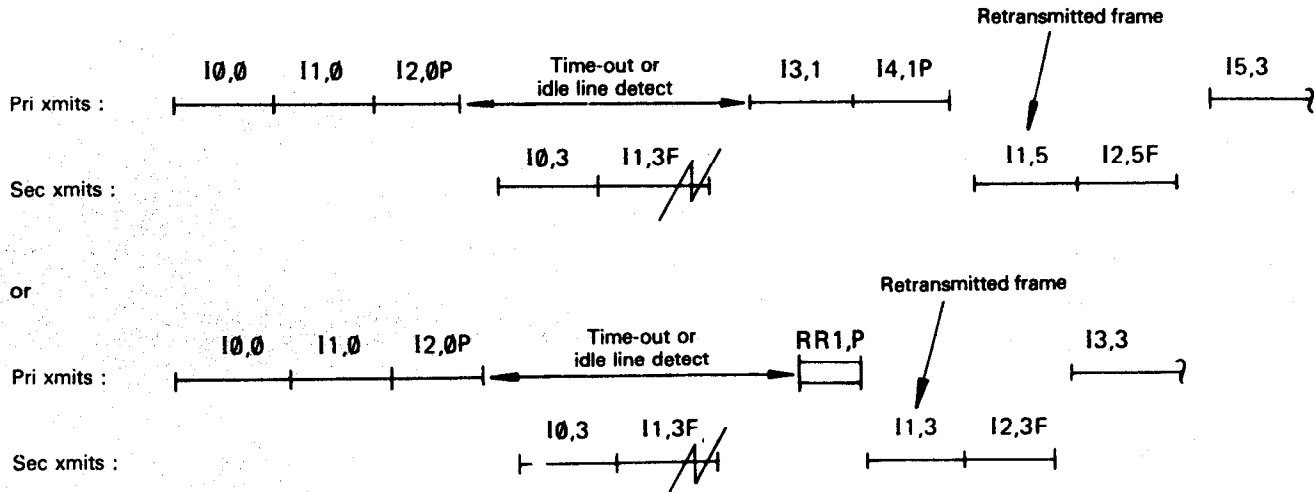 Retransmitted frame
I0,0 I1,0 I2,0P Time-out or idle line detect I3,1 I4,1P I5,3
Pri xmits :
I0,3 I1,3F I1,5 I2,5F
Sec xmits :
or
Retransmitted frame
I0,0 I1,0 I2,0P Time-out or idle line detect RR1,P I3,3
Pri xmits :
I0,3 I1,3F I1,3 I2,3F
Sec xmits :